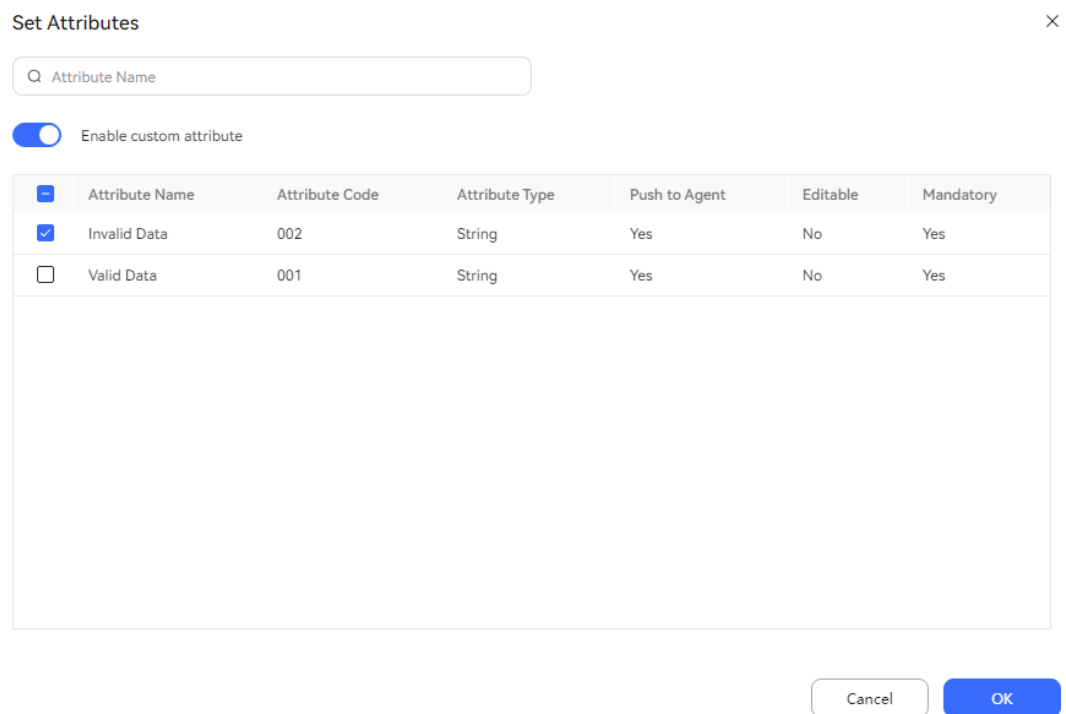 Set Attributes
Attribute Name
Enable custom attribute
Attribute Name Attribute Code Attribute Type Push to Agent Editable Mandatory
Invalid Data 002 String Yes No Yes
Valid Data 001 String Yes No Yes
Cancel OK